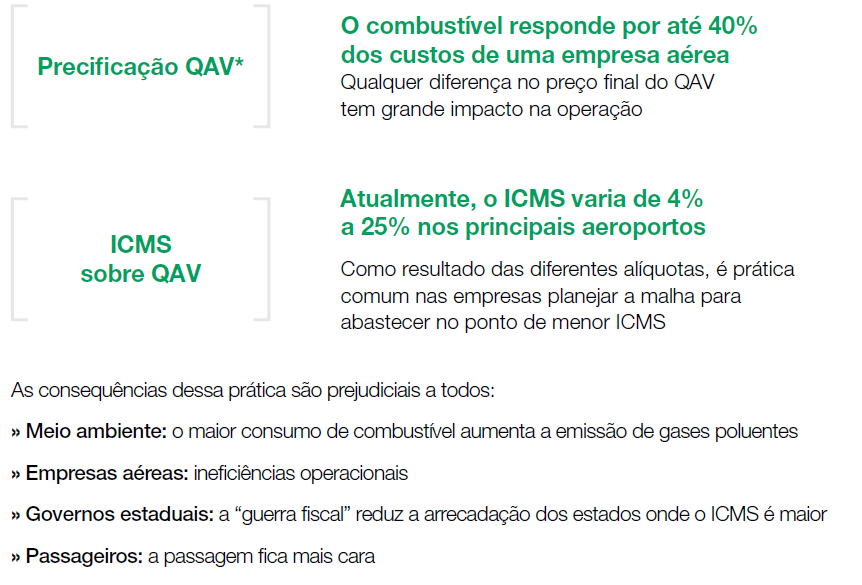 Precificação QAV*
O combustível responde por até 40%
dos custos de uma empresa aérea
Qualquer diferença no preço final do QAV
tem grande impacto na operação
ICMS
sobre QAV
Atualmente, o ICMS varia de 4%
a 25% nos principais aeroportos
Como resultado das diferentes alíquotas, é prática
comum nas empresas planejar a malha para
abastecer no ponto de menor ICMS
As consequências dessa prática são prejudiciais a todos:
» Meio ambiente: o maior consumo de combustível aumenta a emissão de gases poluentes
» Empresas aéreas: ineficiências operacionais
» Governos estaduais: a “guerra fiscal” reduz a arrecadação dos estados onde o ICMS é maior
» Passageiros: a passagem fica mais cara